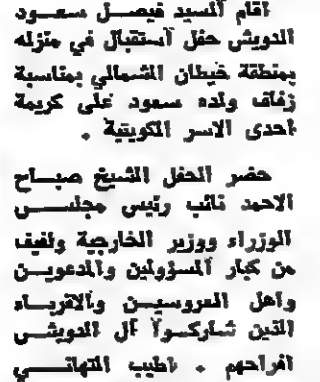 اقام السيد فيصل سعود
الدويش حفل استقبال في منزله
بمنطقة خيطان الشمالي بمناسبة
زفاف ولده سعود على كريمة
احدى الاسر الكويتية .
حضر الحفل الشيخ صباح
الاحمد نائب رئيس مجلس
الوزراء ووزير الخارجية ولفيف
من كبار المسؤولين والمدعوين
واهل العروسين والاقرباء
الذين شاركوا آل الدويش
افراحهم . اطيب التهاني